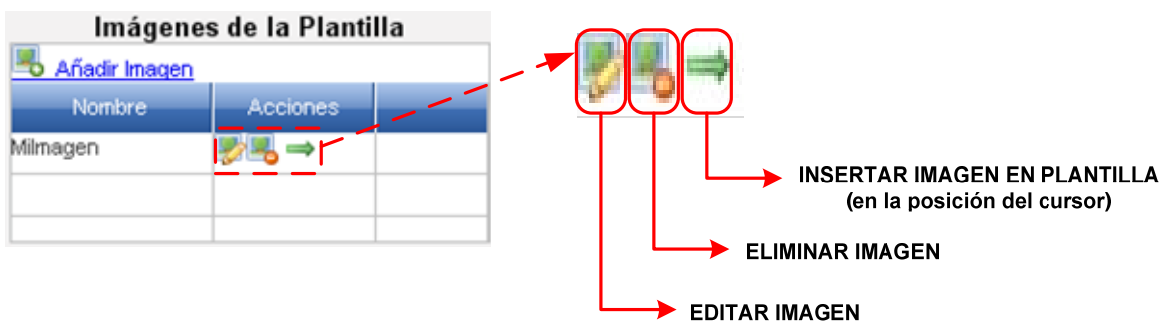 Imágenes de la Plantilla
Añadir Imagen
Nombre Acciones
MiImagen
INSERTAR IMAGEN EN PLANTILLA
(en la posición del cursor)
ELIMINAR IMAGEN
EDITAR IMAGEN